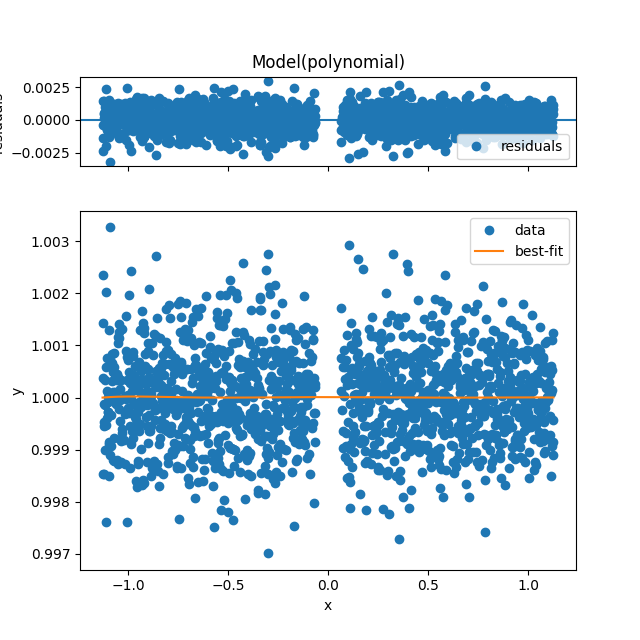 Model(polynomial)
0.0025
0.0000
−0.0025
residuals
residuals
1.003
1.002
1.001
1.000
0.999
0.998
0.997
y
data
best-fit
−1.0
−0.5
0.0
0.5
1.0
x